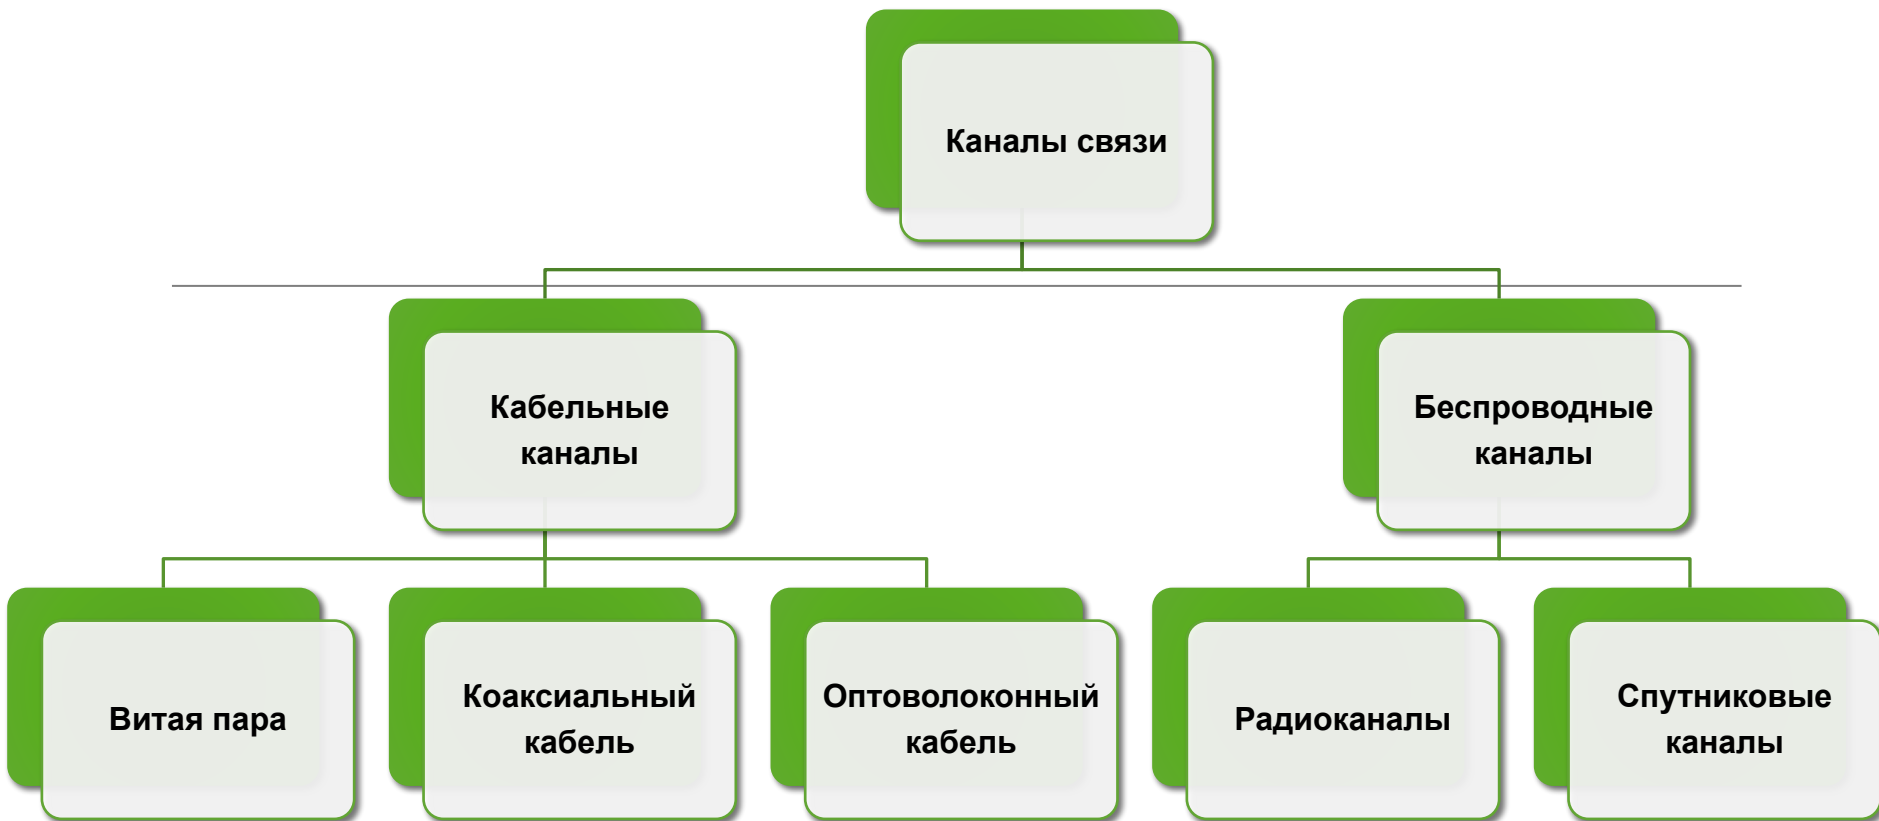 Каналы связи
Кабельные
каналы
Беспроводные
каналы
Витая пара
Коаксиальный
кабель
Оптоволоконный
кабель
Радиоканалы
Спутниковые
каналы